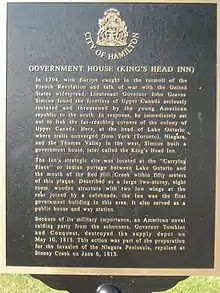 CITY OF HAMILTON
GOVERNMENT HOUSE (KING'S HEAD INN)
In 1794, with Europe caught in the turmoil of the
French Revolution and talk of war with the United
States widespread, Lieutenant Governor John Graves
Simcoe found the frontiers of Upper Canada seriously
isolated and threatened by the young American
republic to the south. In response, he immediately set
out to link the far-reaching corners of the colony of
Upper Canada. Here, at the head of Lake Ontario
where trails converged from York (Toronto), Niagara,
and the Thames Valley in the west, Simcoe built a
government house, later called the King's Head Inn.
The Inn's strategic site was located at the "Carrying
Place" or Indian portage between Lake Ontario and
the mouth of the Red Hill Creek within fifty meters
of this plaque. Described as a large two-storey, eight
room, wooden structure with two low wings at the
rear joined by a colonnade, the Inn was the first
government building in this area. It also served as a
public house and way station.
Because of its military importance, an American naval
raiding party from the schooners, Governor Tomkins
and Conquest, destroyed the supply depot on
May 10, 1813. This action was part of the preparation
for the invasion of the Niagara Peninsula, repulsed at
Stoney Creek on June 6, 1813.